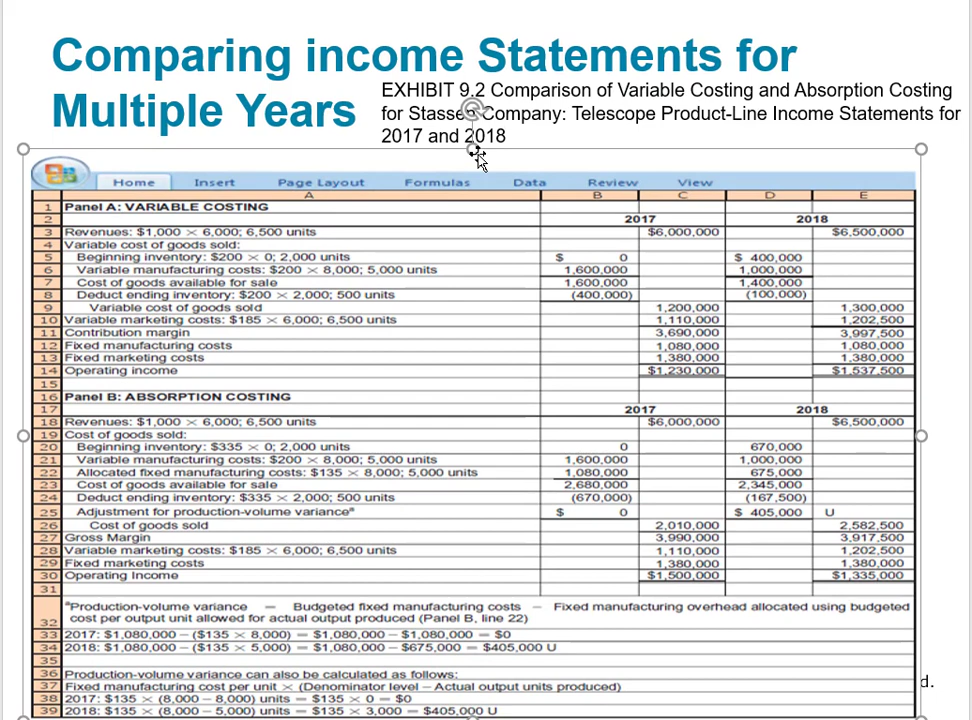 Comparing income Statements for
Multiple Years
EXHIBIT 9.2 Comparison of Variable Costing and Absorption Costing
for Stassen Company: Telescope Product-Line Income Statements for
2017 and 2018
Home Insert Page Layout Formulas Data Review View
A B C D E
1 Panel A: VARIABLE COSTING
2 2017 2018
3 Revenues: $1,000 × 6,000; 6,500 units $6,000,000 $6,500,000
4 Variable cost of goods sold:
5 Beginning inventory: $200 × 0; 2,000 units $ 0 $ 400,000
6 Variable manufacturing costs: $200 × 8,000; 5,000 units 1,600,000 1,000,000
7 Cost of goods available for sale 1,600,000 1,400,000
8 Deduct ending inventory: $200 × 2,000; 500 units (400,000) (100,000)
9 Variable cost of goods sold 1,200,000 1,300,000
10 Variable marketing costs: $185 × 6,000; 6,500 units 1,110,000 1,202,500
11 Contribution margin 3,690,000 3,997,500
12 Fixed manufacturing costs 1,080,000 1,080,000
13 Fixed marketing costs 1,380,000 1,380,000
14 Operating income $1,230,000 $1,537,500
15
16 Panel B: ABSORPTION COSTING
17 2017 2018
18 Revenues: $1,000 × 6,000; 6,500 units $6,000,000 $6,500,000
19 Cost of goods sold:
20 Beginning inventory: $335 × 0; 2,000 units 0 670,000
21 Variable manufacturing costs: $200 × 8,000; 5,000 units 1,600,000 1,000,000
22 Allocated fixed manufacturing costs: $135 × 8,000; 5,000 units 1,080,000 675,000
23 Cost of goods available for sale 2,680,000 2,345,000
24 Deduct ending inventory: $335 × 2,000; 500 units (670,000) (167,500)
25 Adjustment for production-volume varianceª $ 0 $ 405,000 U
26 Cost of goods sold 2,010,000 2,582,500
27 Gross Margin 3,990,000 3,917,500
28 Variable marketing costs: $185 × 6,000; 6,500 units 1,110,000 1,202,500
29 Fixed marketing costs 1,380,000 1,380,000
30 Operating Income $1,500,000 $1,335,000
31
ªProduction-volume variance = Budgeted fixed manufacturing costs − Fixed manufacturing overhead allocated using budgeted
32 cost per output unit allowed for actual output produced (Panel B, line 22)
33 2017: $1,080,000 − ($135 × 8,000) = $1,080,000 − $1,080,000 = $0
34 2018: $1,080,000 − ($135 × 5,000) = $1,080,000 − $675,000 = $405,000 U
35
36 Production-volume variance can also be calculated as follows:
37 Fixed manufacturing cost per unit × (Denominator level − Actual output units produced)
38 2017: $135 × (8,000 − 8,000) units = $135 × 0 = $0
39 2018: $135 × (8,000 − 5,000) units = $135 × 3,000 = $405,000 U
d.